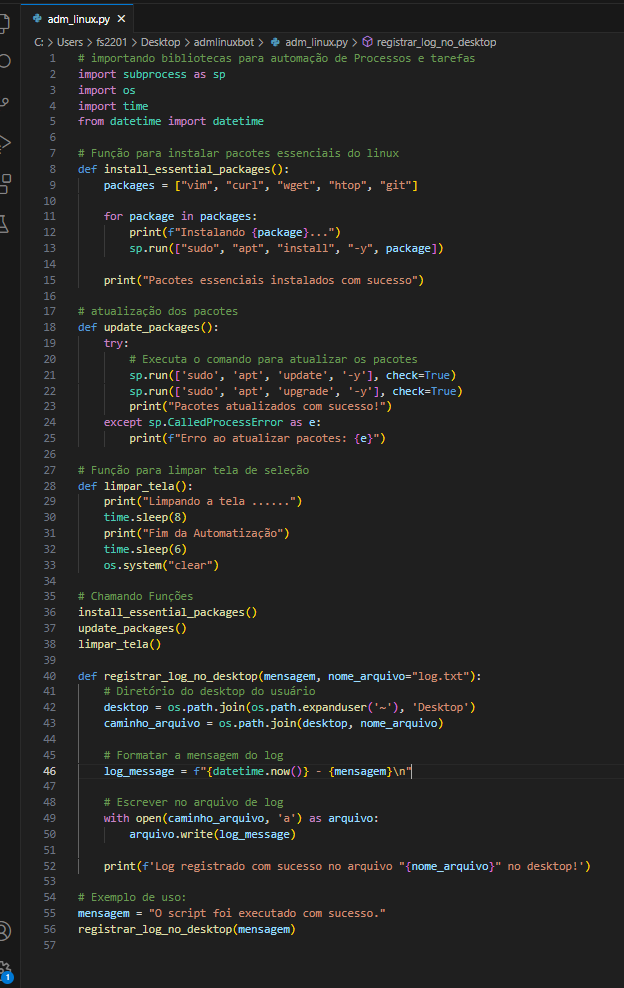 adm_linux.py ×
C: > Users > fs2201 > Desktop > admlinuxbot > adm_linux.py > registrar_log_no_desktop
1 # importando bibliotecas para automação de Processos e tarefas
2 import subprocess as sp
3 import os
4 import time
5 from datetime import datetime
6
7 # Função para instalar pacotes essenciais do linux
8 def install_essential_packages():
9     packages = ["vim", "curl", "wget", "htop", "git"]
10
11     for package in packages:
12         print(f"Instalando {package}...")
13         sp.run(["sudo", "apt", "install", "-y", package])
14
15     print("Pacotes essenciais instalados com sucesso")
16
17 # atualização dos pacotes
18 def update_packages():
19     try:
20         # Executa o comando para atualizar os pacotes
21         sp.run(['sudo', 'apt', 'update', '-y'], check=True)
22         sp.run(['sudo', 'apt', 'upgrade', '-y'], check=True)
23         print("Pacotes atualizados com sucesso!")
24     except sp.CalledProcessError as e:
25         print(f"Erro ao atualizar pacotes: {e}")
26
27 # Função para limpar tela de seleção
28 def limpar_tela():
29     print("Limpando a tela ......")
30     time.sleep(8)
31     print("Fim da Automatização")
32     time.sleep(6)
33     os.system("clear")
34
35 # Chamando Funções
36 install_essential_packages()
37 update_packages()
38 limpar_tela()
39
40 def registrar_log_no_desktop(mensagem, nome_arquivo="log.txt"):
41     # Diretório do desktop do usuário
42     desktop = os.path.join(os.path.expanduser('~'), 'Desktop')
43     caminho_arquivo = os.path.join(desktop, nome_arquivo)
44
45     # Formatar a mensagem do log
46     log_message = f"{datetime.now()} - {mensagem}\n"
47
48     # Escrever no arquivo de log
49     with open(caminho_arquivo, 'a') as arquivo:
50         arquivo.write(log_message)
51
52     print(f'Log registrado com sucesso no arquivo "{nome_arquivo}" no desktop!')
53
54 # Exemplo de uso:
55 mensagem = "O script foi executado com sucesso."
56 registrar_log_no_desktop(mensagem)
57
1